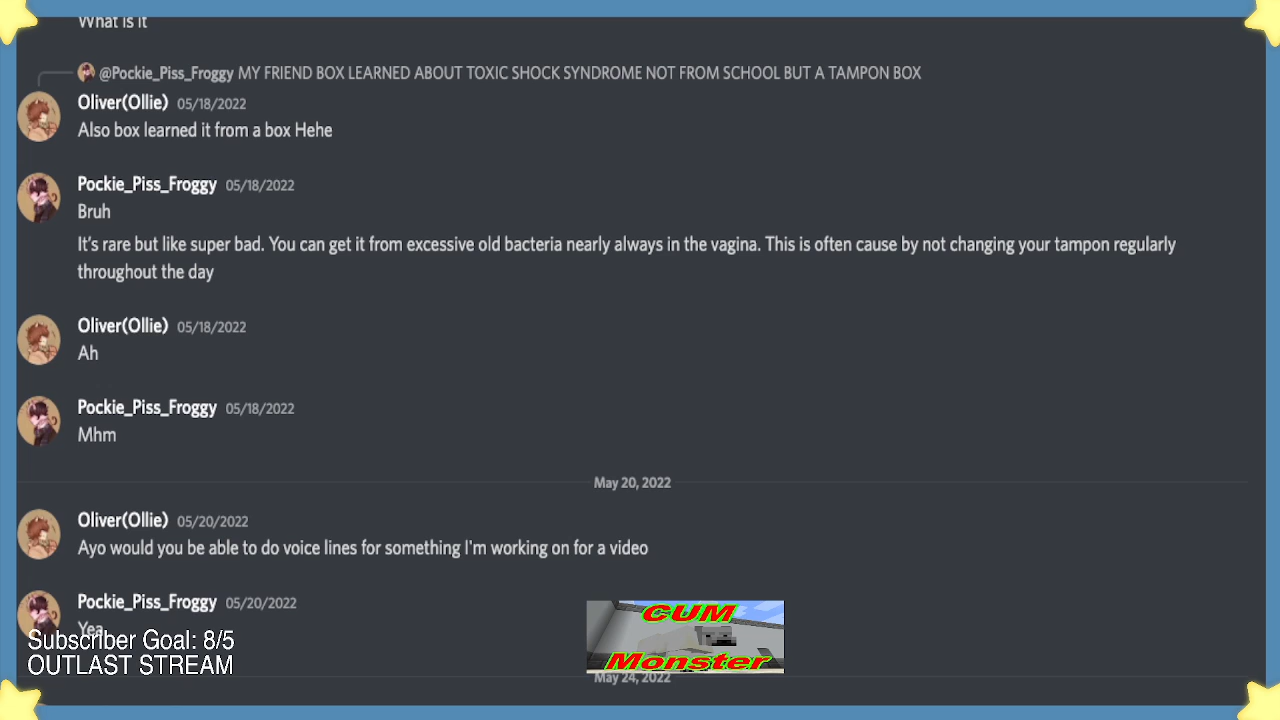 What is it
@Pockie_Piss_Froggy MY FRIEND BOX LEARNED ABOUT TOXIC SHOCK SYNDROME NOT FROM SCHOOL BUT A TAMPON BOX
Oliver(Ollie) 05/18/2022
Also box learned it from a box Hehe
Pockie_Piss_Froggy 05/18/2022
Bruh
It's rare but like super bad. You can get it from excessive old bacteria nearly always in the vagina. This is often cause by not changing your tampon regularly
throughout the day
Oliver(Ollie) 05/18/2022
Ah
Pockie_Piss_Froggy 05/18/2022
Mhm
May 20, 2022
Oliver(Ollie) 05/20/2022
Ayo would you be able to do voice lines for something I'm working on for a video
Pockie_Piss_Froggy 05/20/2022
Yea
Subscriber Goal: 8/5
OUTLAST STREAM
CUM
Monster
May 24, 2022